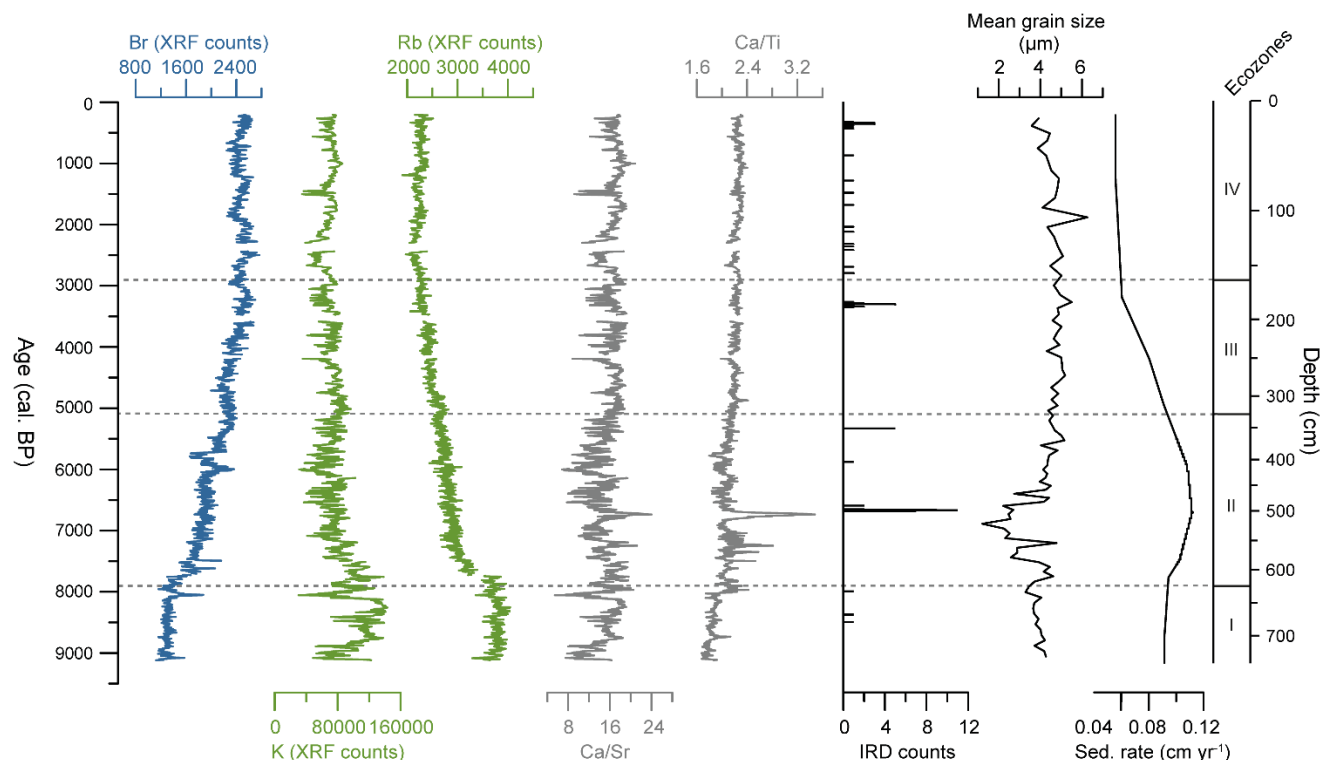 Mean grain size
(µm)
Br (XRF counts)
Rb (XRF counts)
Ca/Ti
Ecozones
800 1600 2400
2000 3000 4000
1.6 2.4 3.2
2 4 6
0
1000
2000
3000
4000
5000
6000
7000
8000
9000
Age (cal. BP)
0
100
200
300
400
500
600
700
Depth (cm)
IV
III
II
I
0 80000 160000
8 16 24
0 4 8 12
0.04 0.08 0.12
K (XRF counts)
Ca/Sr
IRD counts
Sed. rate (cm yr⁻¹)